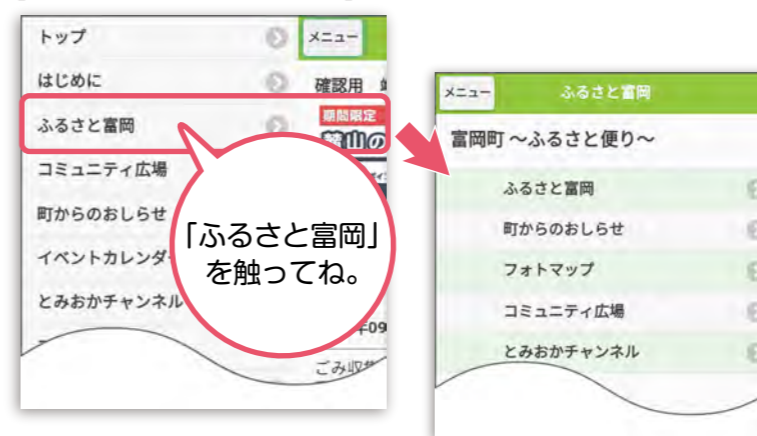 トップ
はじめに
ふるさと富岡
コミュニティ広場
町からのおしらせ
イベントカレンダ
とみおかチャンネル
メニュー
確認用
期間限定
山の
09
ごみ収
「ふるさと富岡」
を触ってね。
メニュー
ふるさと富岡
富岡町～ふるさと便り～
ふるさと富岡
町からのおしらせ
フォトマップ
コミュニティ広場
とみおかチャンネル